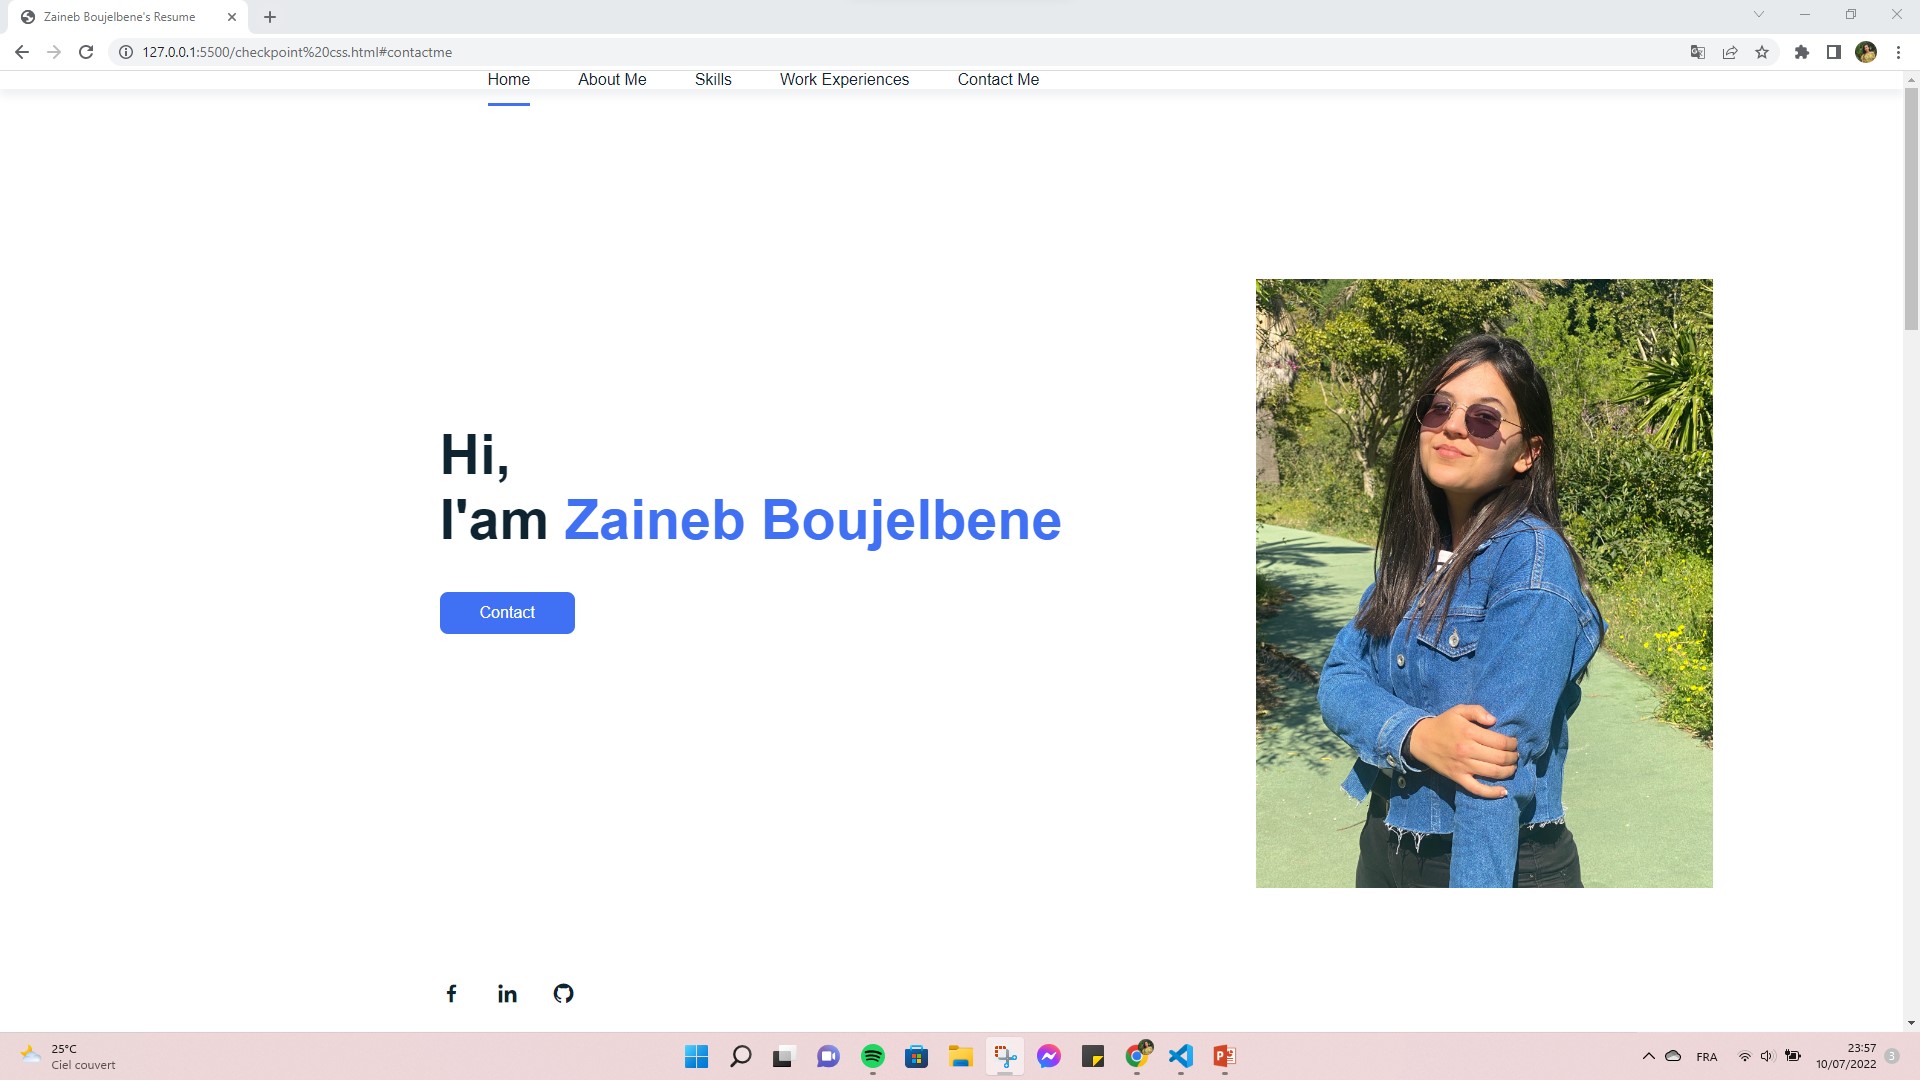 Zaineb Boujelbene's Resume
127.0.0.1:5500/checkpoint%20css.html#contactme
Home About Me Skills Work Experiences Contact Me
Hi,
I'am Zaineb Boujelbene
Contact
25°C
Ciel couvert
FRA
23:57
10/07/2022
3